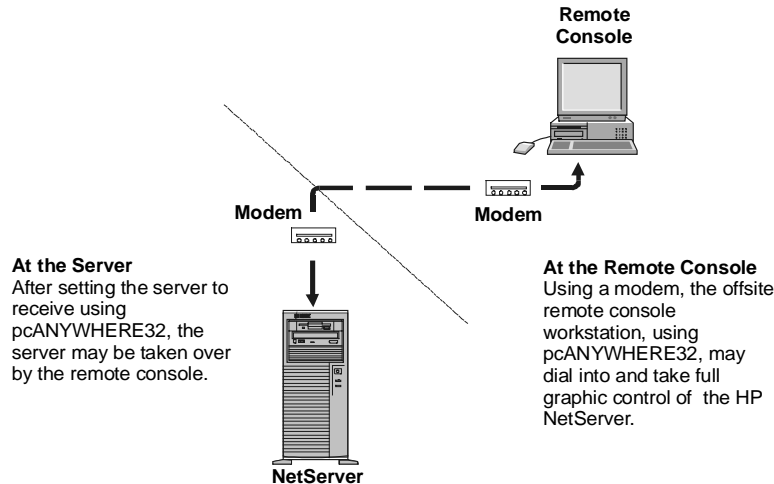 Remote
Console
Modem
Modem
At the Server
After setting the server to
receive using
pcANYWHERE32, the
server may be taken over
by the remote console.
At the Remote Console
Using a modem, the offsite
remote console
workstation, using
pcANYWHERE32, may
dial into and take full
graphic control of the HP
NetServer.
NetServer